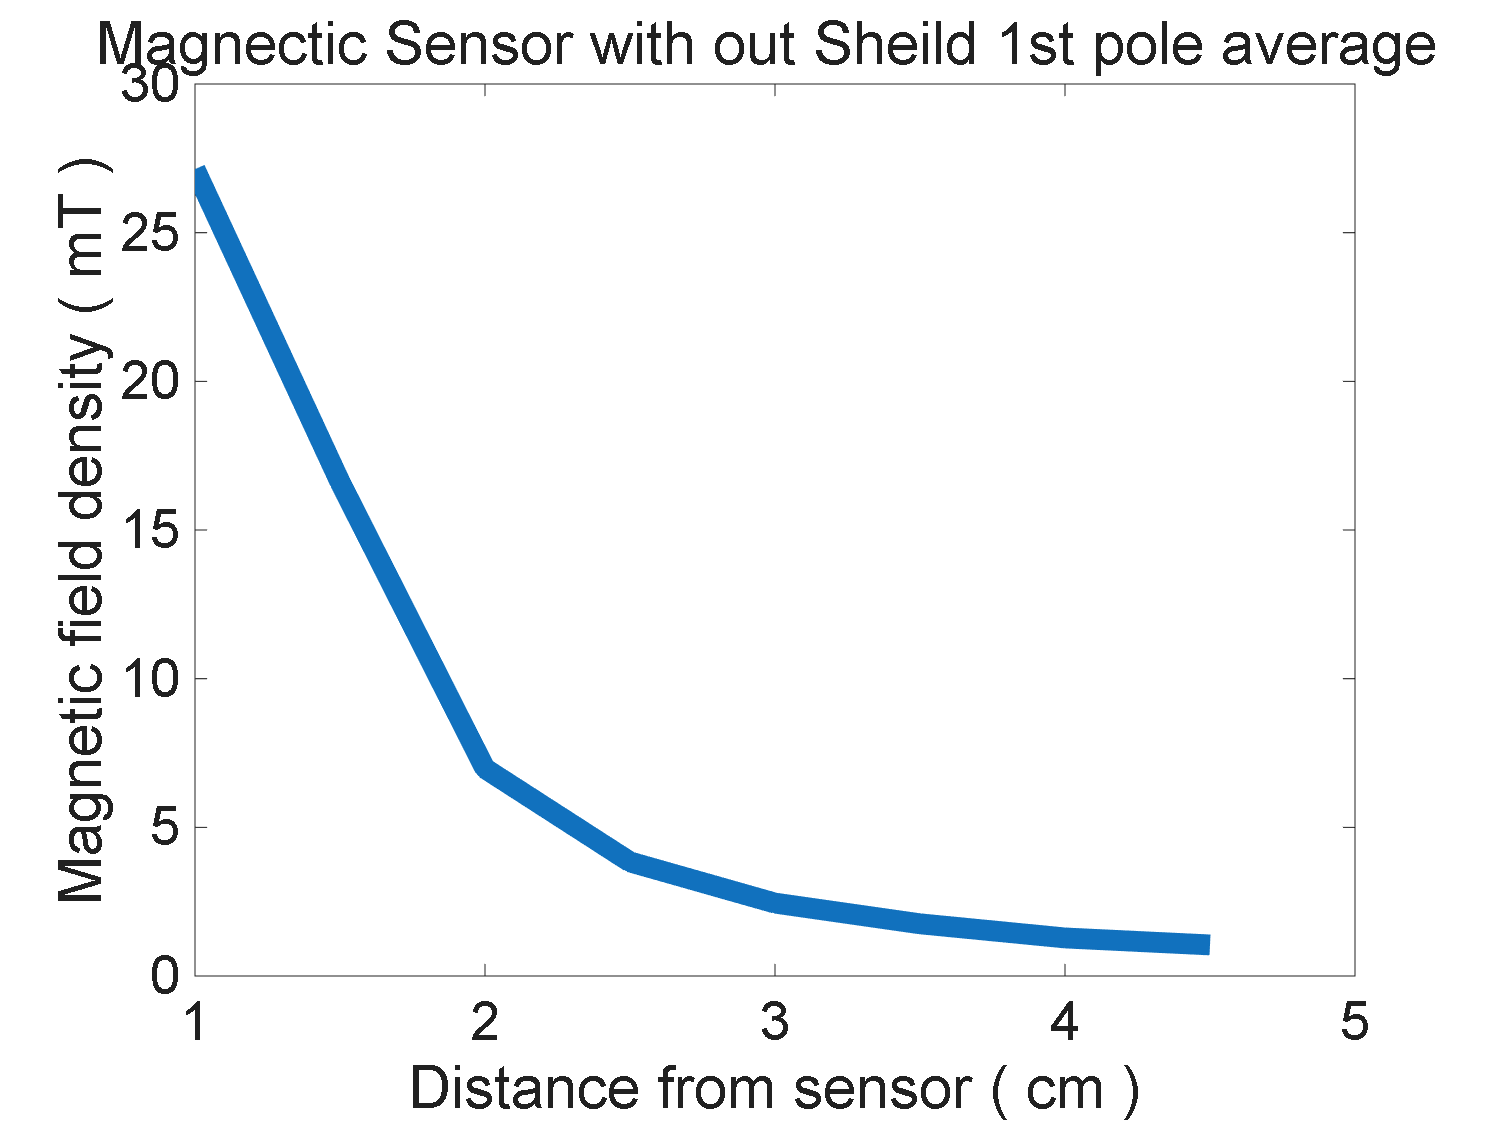 Magnectic Sensor with out Sheild 1st pole average
30
25
20
15
10
5
0
Magnetic field density ( mT )
1 2 3 4 5
Distance from sensor ( cm )